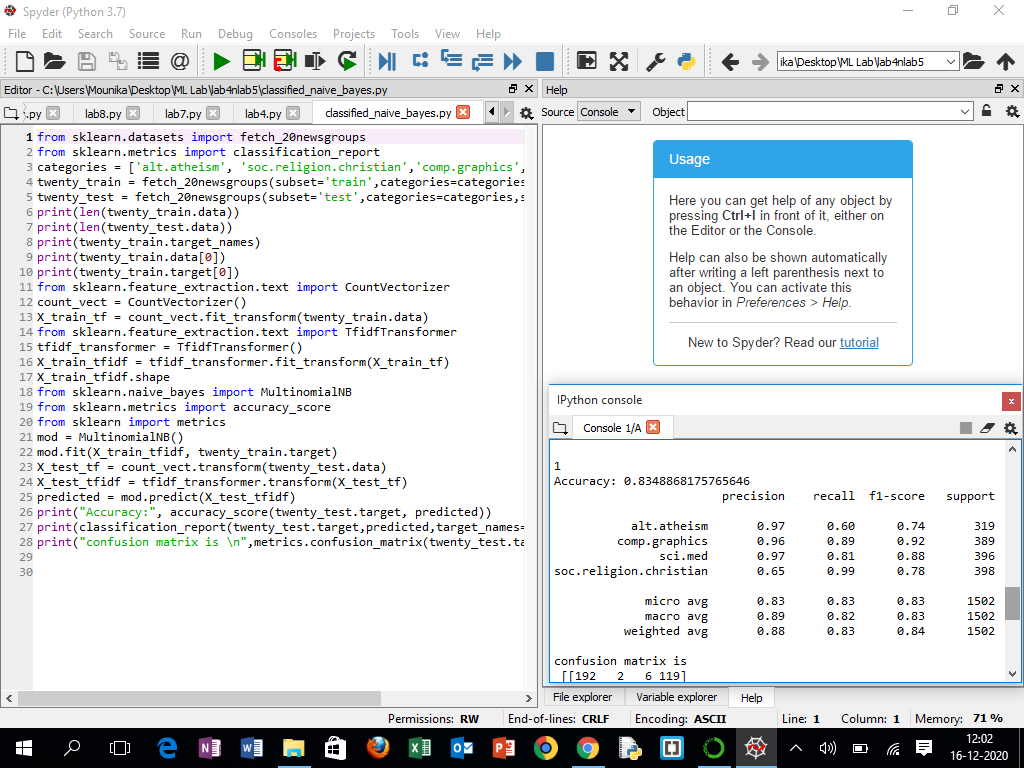 Spyder (Python 3.7)
File Edit Search Source Run Debug Consoles Projects Tools View Help
ika\Desktop\ML Lab\lab4nlab5
Editor - C:\Users\Mounika\Desktop\ML Lab\lab4nlab5\classified_naive_bayes.py
.py lab8.py lab7.py lab4.py classified_naive_bayes.py
1 from sklearn.datasets import fetch_20newsgroups
2 from sklearn.metrics import classification_report
3 categories = ['alt.atheism', 'soc.religion.christian','comp.graphics',
4 twenty_train = fetch_20newsgroups(subset='train',categories=categories
5 twenty_test = fetch_20newsgroups(subset='test',categories=categories,s
6 print(len(twenty_train.data))
7 print(len(twenty_test.data))
8 print(twenty_train.target_names)
9 print(twenty_train.data[0])
10 print(twenty_train.target[0])
11 from sklearn.feature_extraction.text import CountVectorizer
12 count_vect = CountVectorizer()
13 X_train_tf = count_vect.fit_transform(twenty_train.data)
14 from sklearn.feature_extraction.text import TfidfTransformer
15 tfidf_transformer = TfidfTransformer()
16 X_train_tfidf = tfidf_transformer.fit_transform(X_train_tf)
17 X_train_tfidf.shape
18 from sklearn.naive_bayes import MultinomialNB
19 from sklearn.metrics import accuracy_score
20 from sklearn import metrics
21 mod = MultinomialNB()
22 mod.fit(X_train_tfidf, twenty_train.target)
23 X_test_tf = count_vect.transform(twenty_test.data)
24 X_test_tfidf = tfidf_transformer.transform(X_test_tf)
25 predicted = mod.predict(X_test_tfidf)
26 print("Accuracy:", accuracy_score(twenty_test.target, predicted))
27 print(classification_report(twenty_test.target,predicted,target_names=
28 print("confusion matrix is \n",metrics.confusion_matrix(twenty_test.ta
29
30
Help
Source Console Object
Usage
Here you can get help of any object by
pressing Ctrl+I in front of it, either on
the Editor or the Console.
Help can also be shown automatically
after writing a left parenthesis next to
an object. You can activate this
behavior in Preferences > Help.
New to Spyder? Read our tutorial
IPython console
Console 1/A
1
Accuracy: 0.8348868175765646
precision recall f1-score support
alt.atheism 0.97 0.60 0.74 319
comp.graphics 0.96 0.89 0.92 389
sci.med 0.97 0.81 0.88 396
soc.religion.christian 0.65 0.99 0.78 398
micro avg 0.83 0.83 0.83 1502
macro avg 0.89 0.82 0.83 1502
weighted avg 0.88 0.83 0.84 1502
confusion matrix is
[[192 2 6 119]
File explorer Variable explorer Help
Permissions: RW End-of-lines: CRLF Encoding: ASCII Line: 1 Column: 1 Memory: 71 %
12:02
16-12-2020